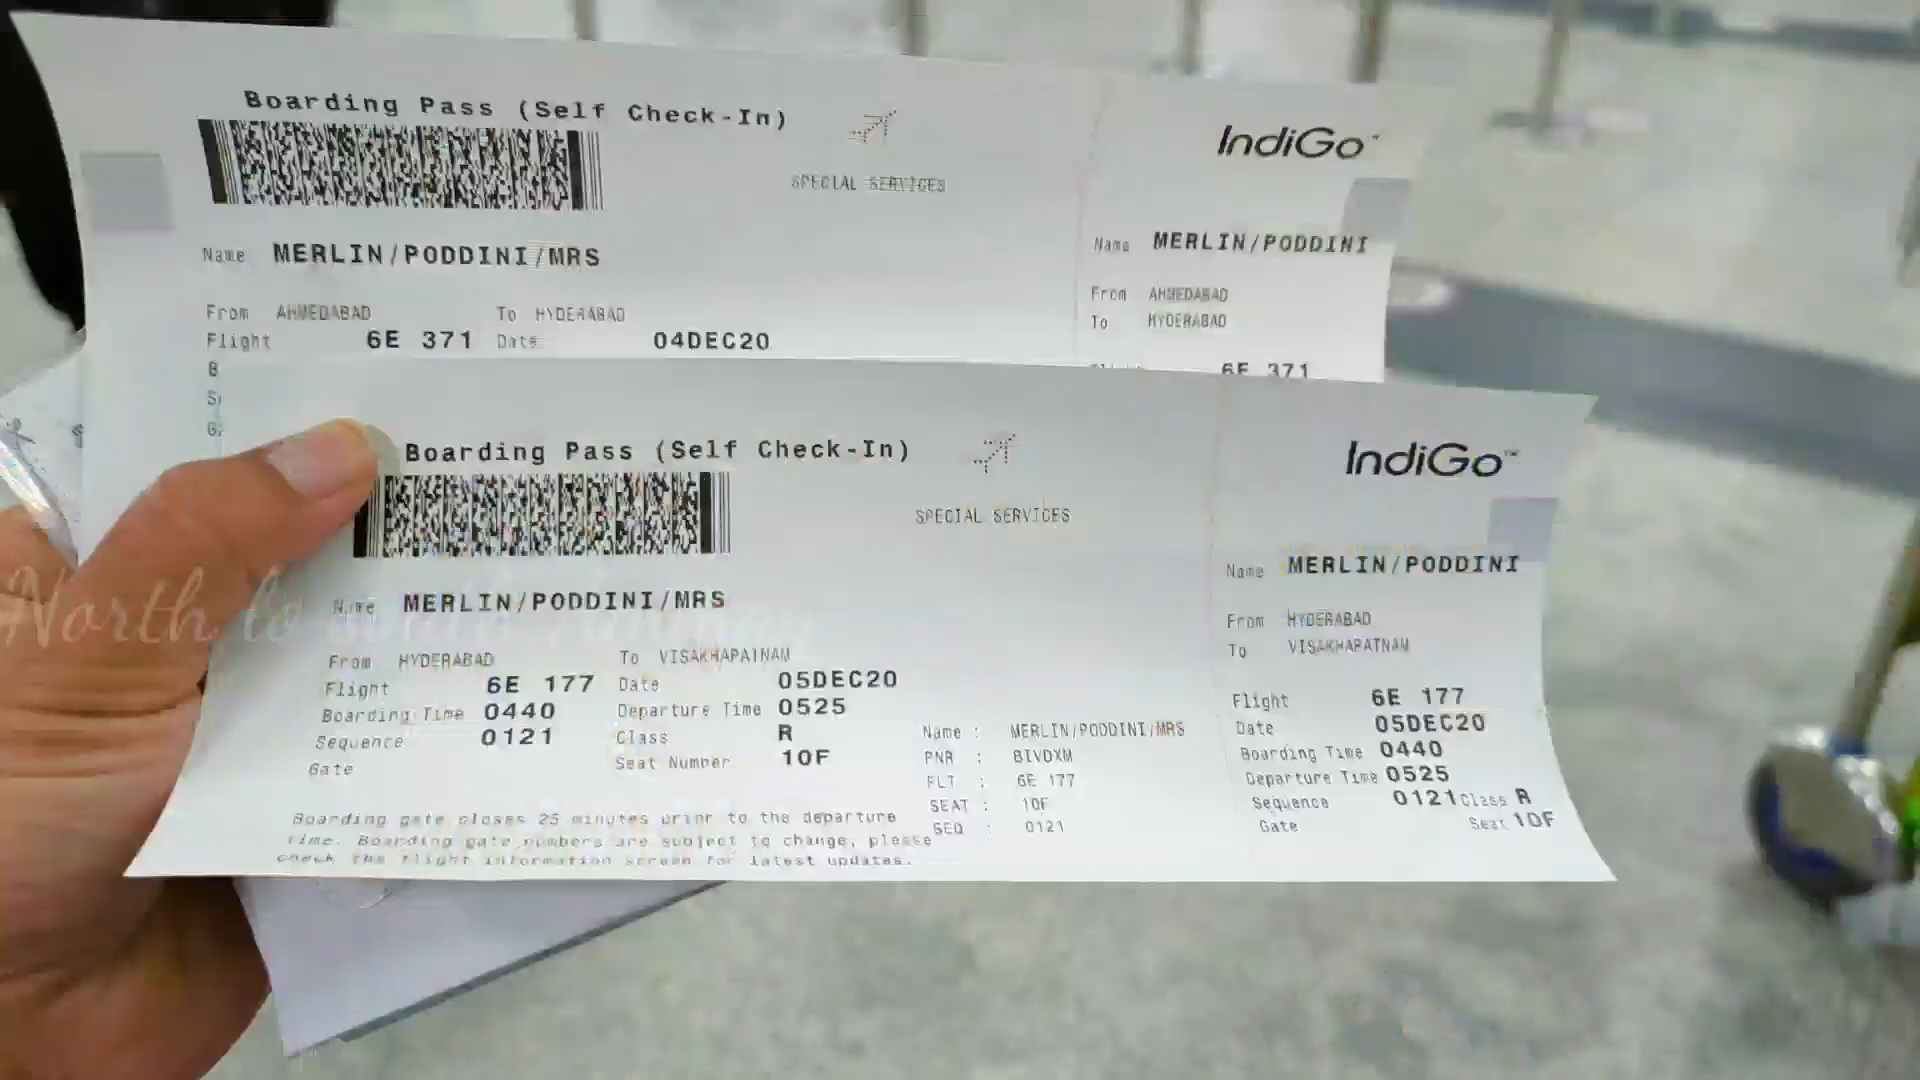 Boarding Pass (Self Check-In)
IndiGo™
SPECIAL SERVICES
Name MERLIN/PODDINI/MRS
From AHMEDABAD To HYDERABAD
Flight 6E 371 Date 04DEC20
B
G
Name MERLIN/PODDINI
From AHMEDABAD
To HYDERABAD
6E 371
Boarding Pass (Self Check-In)
IndiGo™
SPECIAL SERVICES
Name MERLIN/PODDINI/MRS
From HYDERABAD To VISAKHAPATNAM
Flight 6E 177 Date 05DEC20
Boarding Time 0440 Departure Time 0525
Sequence 0121 Class R
Gate Seat Number 10F
Boarding gate closes 25 minutes prior to the departure
time. Boarding gate numbers are subject to change, please
check the flight information screen for latest updates.
Name : MERLIN/PODDINI/MRS
PNR : BIVDXM
FLT : 6E 177
SEAT : 10F
SEQ : 0121
Name MERLIN/PODDINI
From HYDERABAD
To VISAKHAPATNAM
Flight 6E 177
Date 05DEC20
Boarding Time 0440
Departure Time 0525
Sequence 0121 Class R
Gate Seat 10F
North to